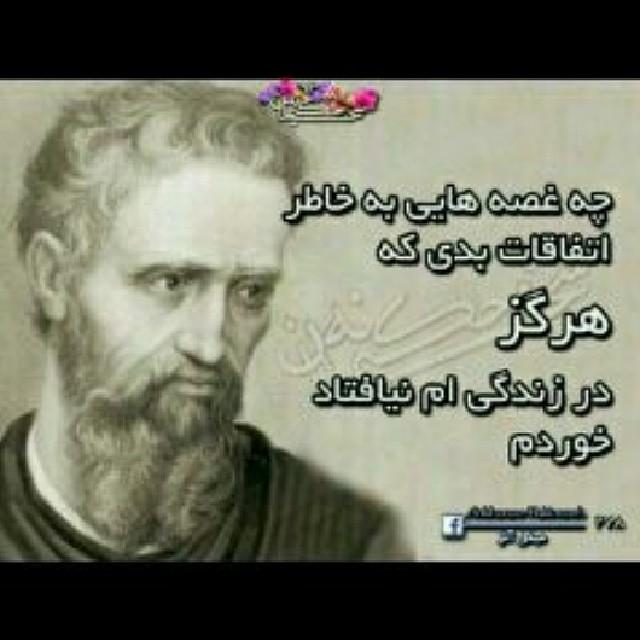 چه غصه هایی به خاطر
اتفاقات بدی که
هرگز
در زندگی ام نیافتاد
خوردم